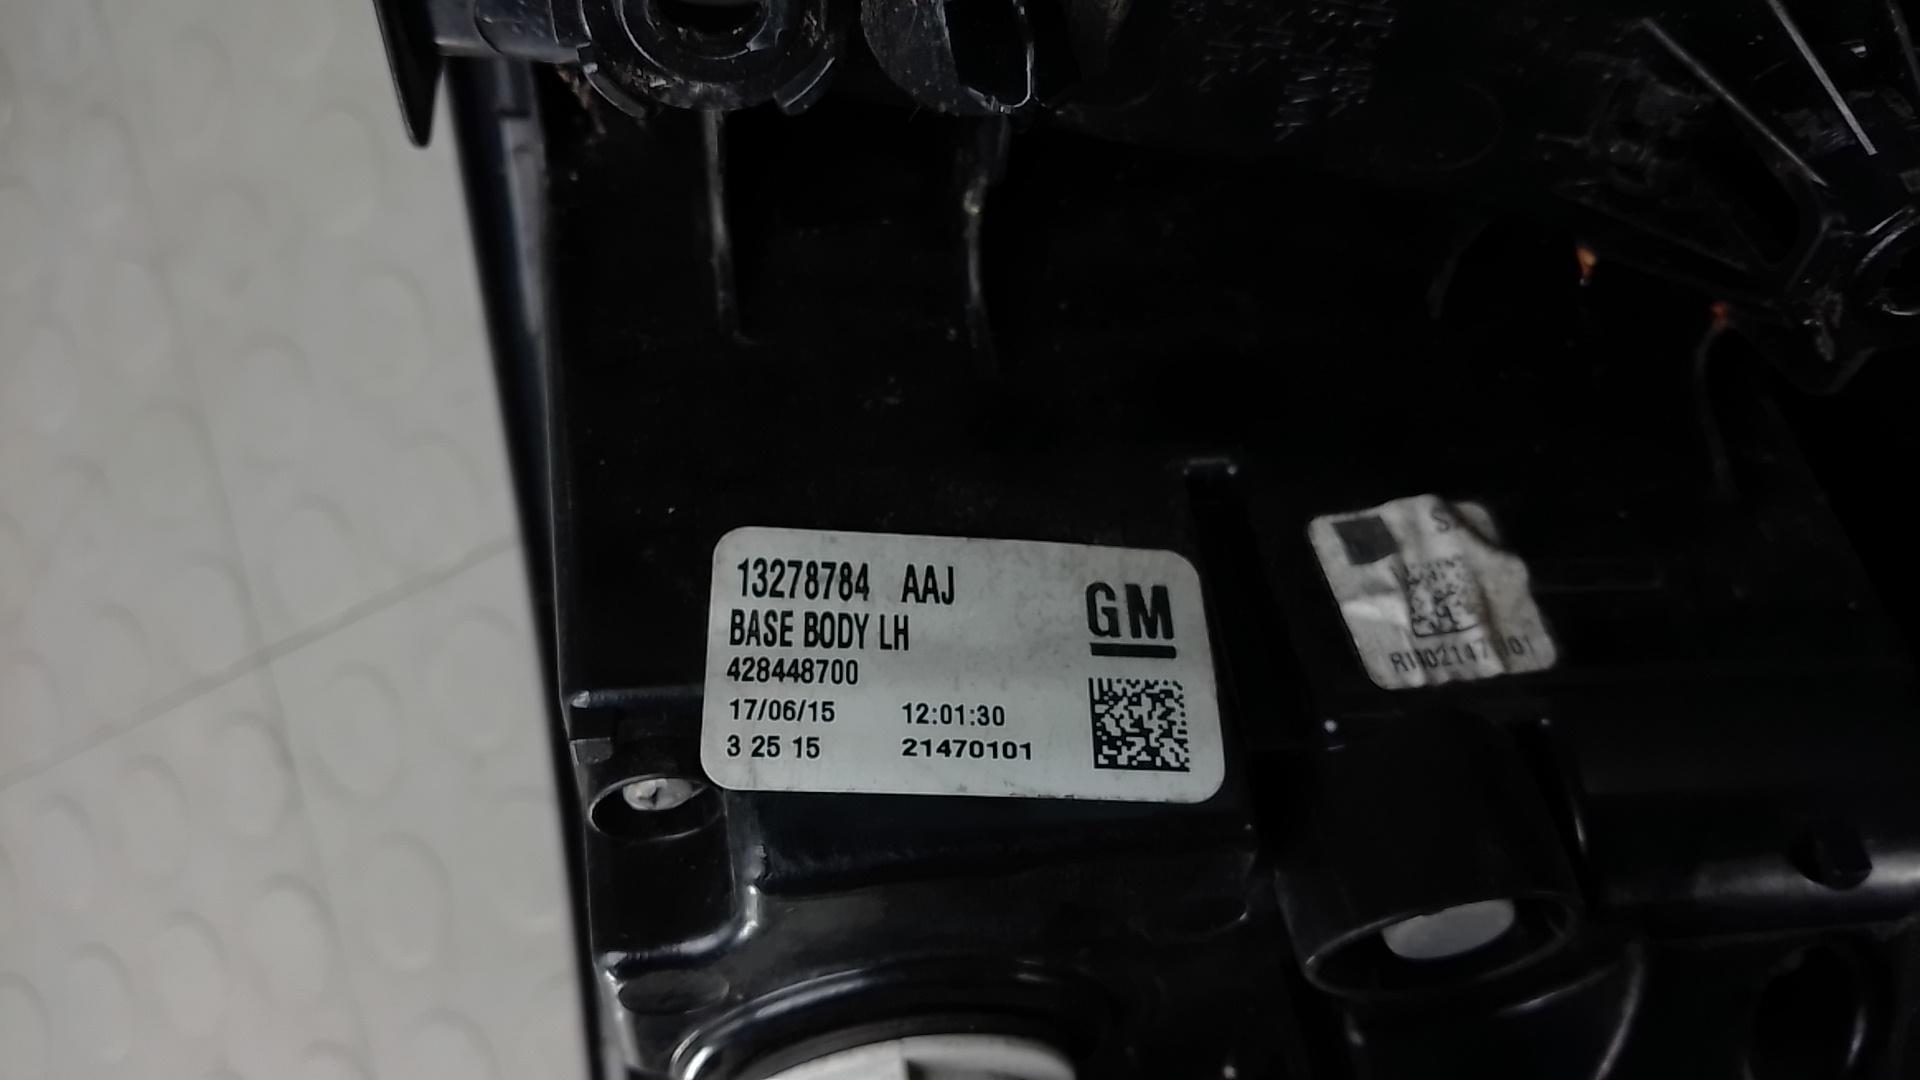 13278784 AAJ
GM
BASE BODY LH
428448700
17/06/15 12:01:30
3 25 15 21470101